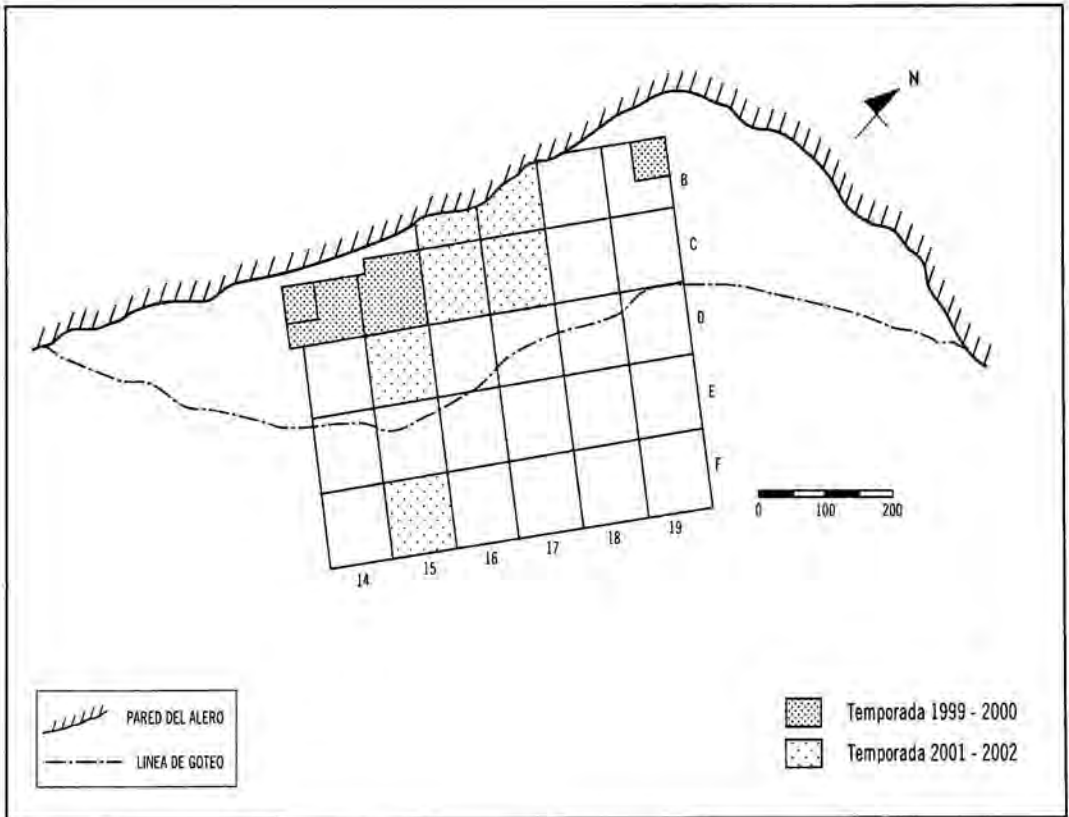 N
B
C
D
E
F
14 15 16 17 18 19
0 100 200
PARED DEL ALERO
LINEA DE GOTEO
Temporada 1999 - 2000
Temporada 2001 - 2002